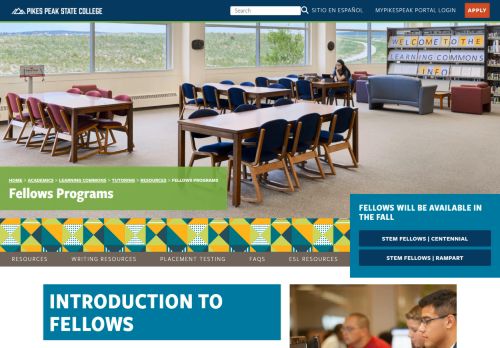 PIKES PEAK STATE COLLEGE
Search
SITIO EN ESPAÑOL
MYPIKESPEAK PORTAL LOGIN
APPLY
WELCOME TO THE
LEARNING COMMONS
INFO
HOME > ACADEMICS > LEARNING COMMONS > TUTORING > RESOURCES > FELLOWS PROGRAMS
Fellows Programs
FELLOWS WILL BE AVAILABLE IN
THE FALL
STEM FELLOWS | CENTENNIAL
STEM FELLOWS | RAMPART
RESOURCES
WRITING RESOURCES
PLACEMENT TESTING
FAQS
ESL RESOURCES
INTRODUCTION TO
FELLOWS